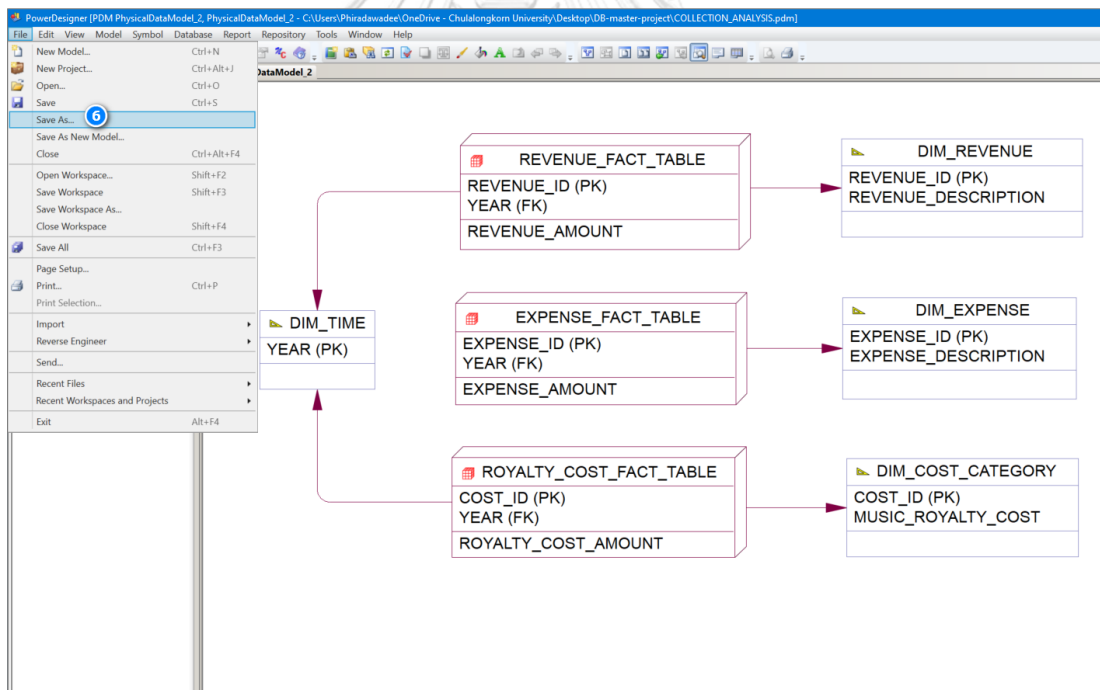 PowerDesigner [PDM PhysicalDataModel_2, PhysicalDataModel_2 - C:\Users\Phiradawadee\OneDrive - Chulalongkorn University\Desktop\DB-master-project\COLLECTION_ANALYSIS.pdm]
File Edit View Model Symbol Database Report Repository Tools Window Help
New Model... Ctrl+N
New Project... Ctrl+Alt+J
DataModel_2
Open... Ctrl+O
Save Ctrl+S
Save As... 6
Save As New Model...
Close Ctrl+Alt+F4
Open Workspace... Shift+F2
Save Workspace Shift+F3
Save Workspace As...
Close Workspace Shift+F4
Save All Ctrl+F3
Page Setup...
Print... Ctrl+P
Print Selection...
Import
Reverse Engineer
Send...
Recent Files
Recent Workspaces and Projects
Exit Alt+F4
REVENUE_FACT_TABLE
REVENUE_ID (PK)
YEAR (FK)
REVENUE_AMOUNT
DIM_REVENUE
REVENUE_ID (PK)
REVENUE_DESCRIPTION
DIM_TIME
YEAR (PK)
EXPENSE_FACT_TABLE
EXPENSE_ID (PK)
YEAR (FK)
EXPENSE_AMOUNT
DIM_EXPENSE
EXPENSE_ID (PK)
EXPENSE_DESCRIPTION
ROYALTY_COST_FACT_TABLE
COST_ID (PK)
YEAR (FK)
ROYALTY_COST_AMOUNT
DIM_COST_CATEGORY
COST_ID (PK)
MUSIC_ROYALTY_COST